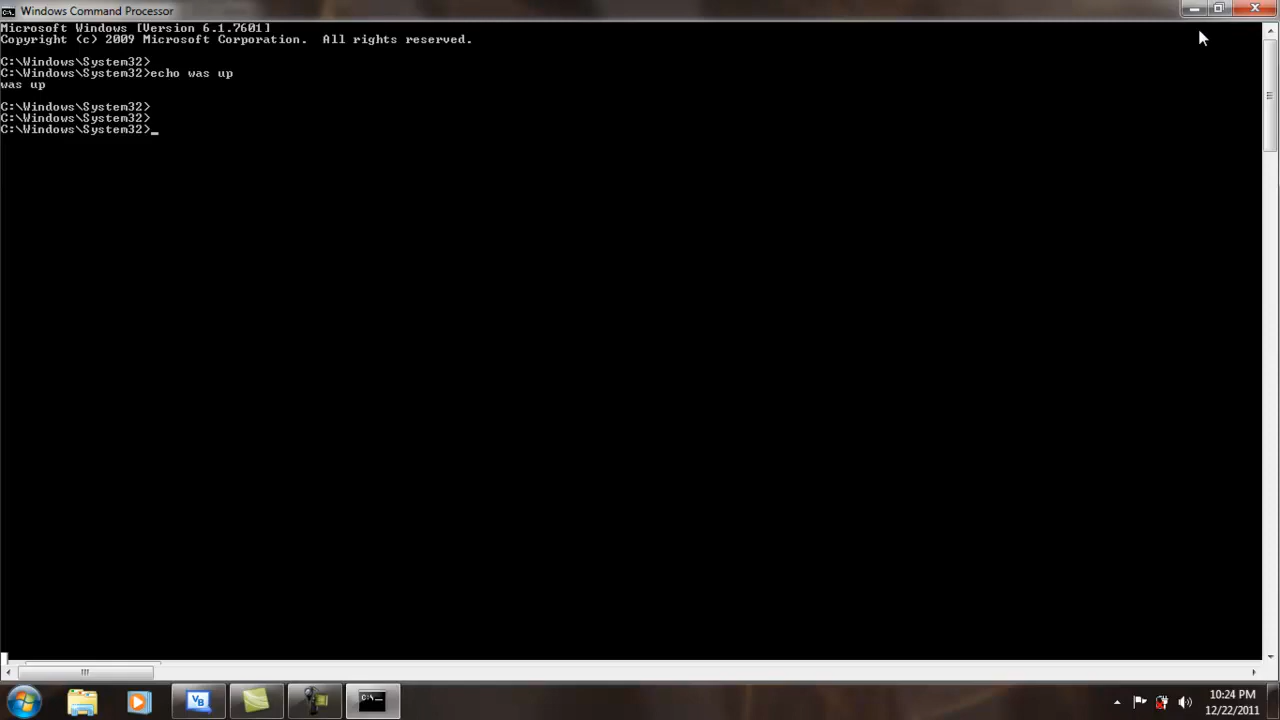 Windows Command Processor
Microsoft Windows [Version 6.1.7601]
Copyright (c) 2009 Microsoft Corporation.  All rights reserved.
C:\Windows\System32>
C:\Windows\System32>echo was up
was up
C:\Windows\System32>
C:\Windows\System32>
C:\Windows\System32>_
VB
C:\_
10:24 PM
12/22/2011